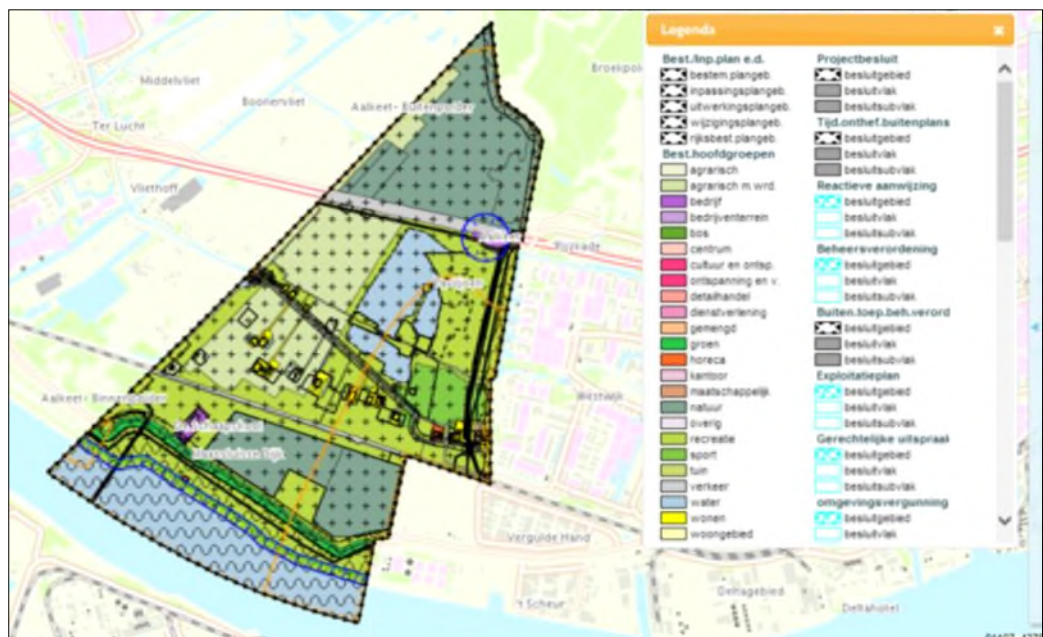 Legenda
Best./Inp.plan e.d.
bestem.plangeb.
inpassingsplangeb.
uitwerkingsplangeb.
wijzigingsplangeb.
rijksbest.plangeb.
Best.hoofdgroepen
agrarisch
agrarisch m.wrd.
bedrijf
bedrijventerrein
bos
centrum
cultuur en ontsp.
ontspanning en v.
detailhandel
dienstverlening
gemengd
groen
horeca
kantoor
maatschappelijk
natuur
overig
recreatie
sport
tuin
verkeer
water
wonen
woongebied
Projectbesluit
besluitgebied
besluitvlak
besluitsubvlak
Tijd.onthef.buitenplans
besluitgebied
besluitvlak
besluitsubvlak
Reactieve aanwijzing
besluitgebied
besluitvlak
besluitsubvlak
Beheersverordening
besluitgebied
besluitvlak
besluitsubvlak
Buiten.toep.beh.verord
besluitgebied
besluitvlak
besluitsubvlak
Exploitatieplan
besluitgebied
besluitvlak
besluitsubvlak
Gerechtelijke uitspraak
besluitgebied
besluitvlak
besluitsubvlak
omgevingsvergunning
besluitgebied
besluitvlak
besluitsubvlak
Broekpol
Middelvliet
Boonervliet
Aalkeet-Buitenpolder
Ter Lucht
Vliethoff
Aalkeet-Binnenpolder
Maassluisse Dijk
Westwijk
Vergulde Hand
't Scheur
Deltagebied
Deltahotel